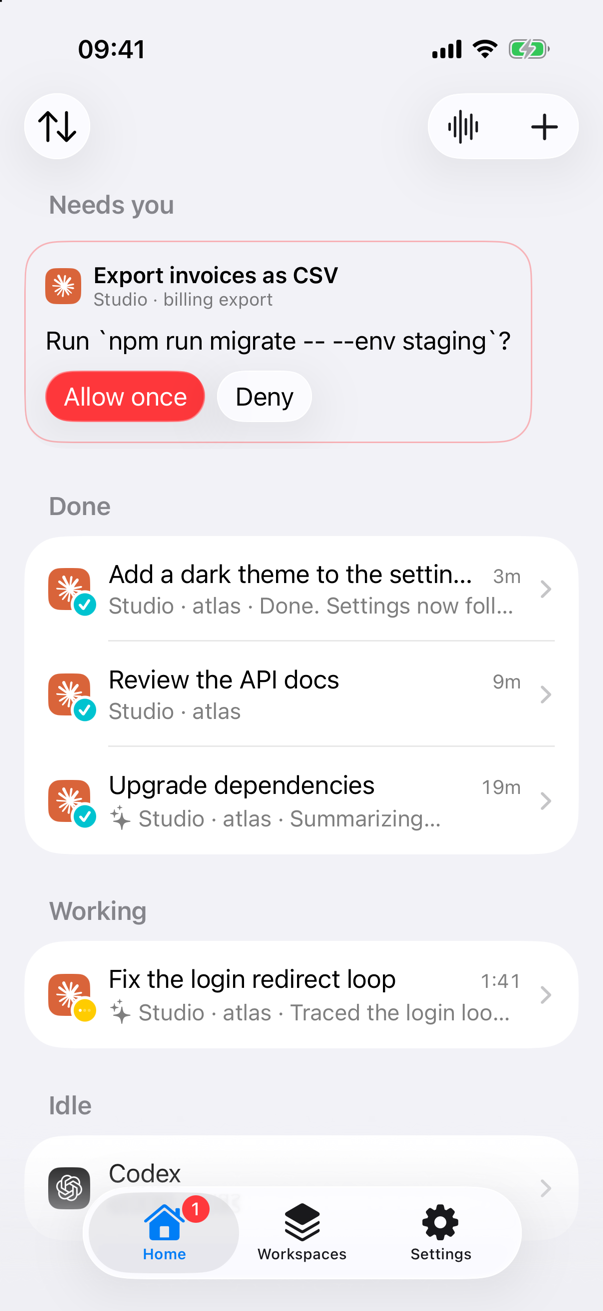 09:41
Needs you
Export invoices as CSV
Studio · billing export
Run `npm run migrate -- --env staging`?
Allow once
Deny
Done
Add a dark theme to the settin...
3m
Studio · atlas · Done. Settings now foll...
Review the API docs
9m
Studio · atlas
Upgrade dependencies
19m
Studio · atlas · Summarizing...
Working
Fix the login redirect loop
1:41
Studio · atlas · Traced the login loo...
Idle
Codex
1
Home
Workspaces
Settings